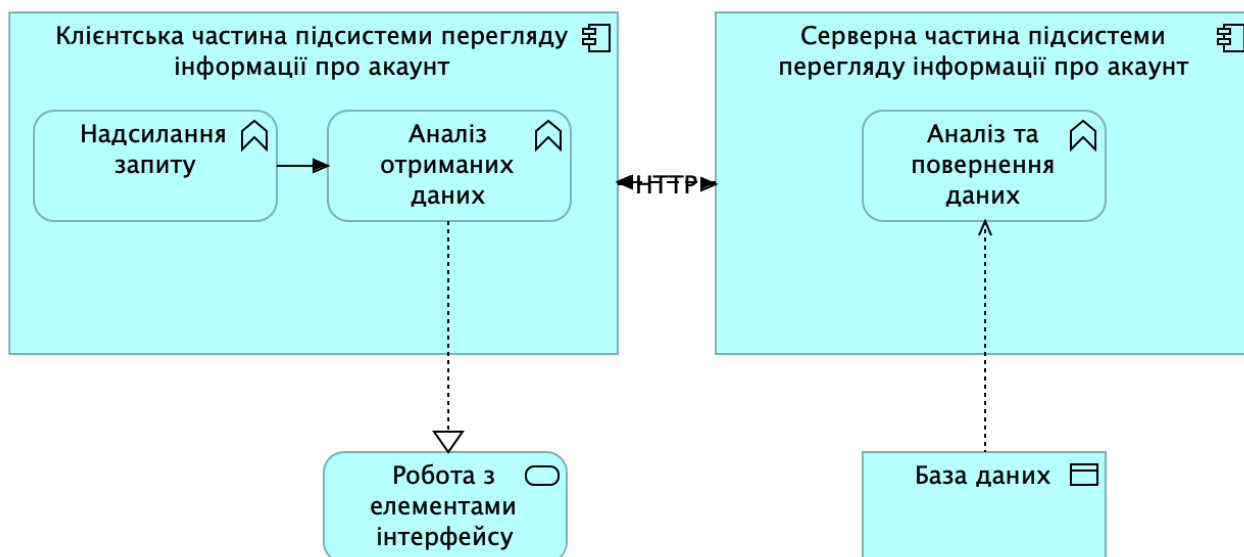 Клієнтська частина підсистеми перегляду
інформації про акаунт
Надсилання
запиту
Аналіз
отриманих
даних
HTTP
Серверна частина підсистеми
перегляду інформації про акаунт
Аналіз та
повернення
даних
Робота з
елементами
інтерфейсу
База даних